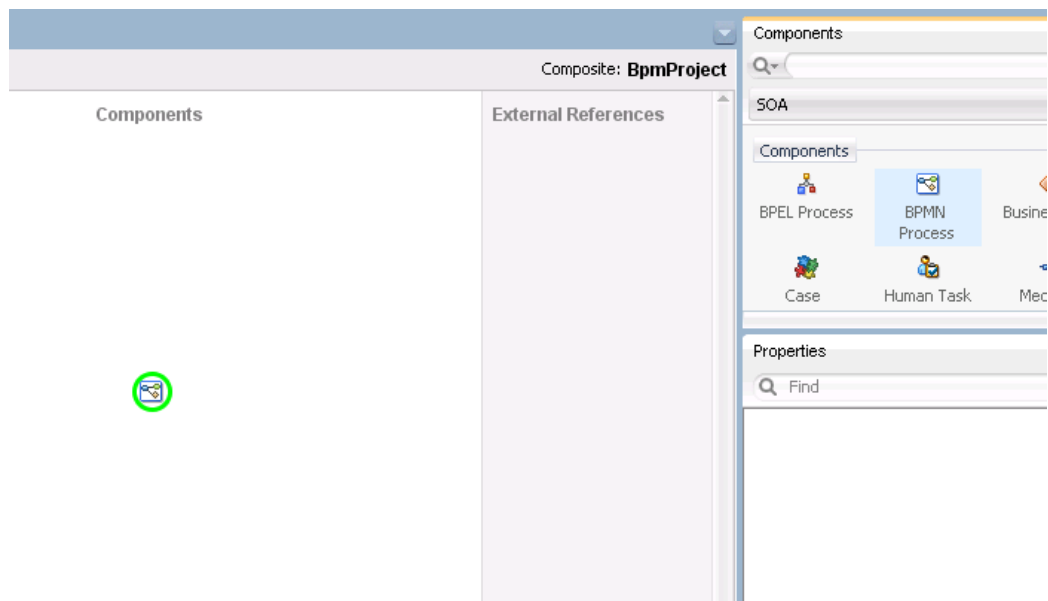 Composite: BpmProject
Components
External References
Components
SOA
Components
BPEL Process
BPMN
Process
Case
Human Task
Properties
Find